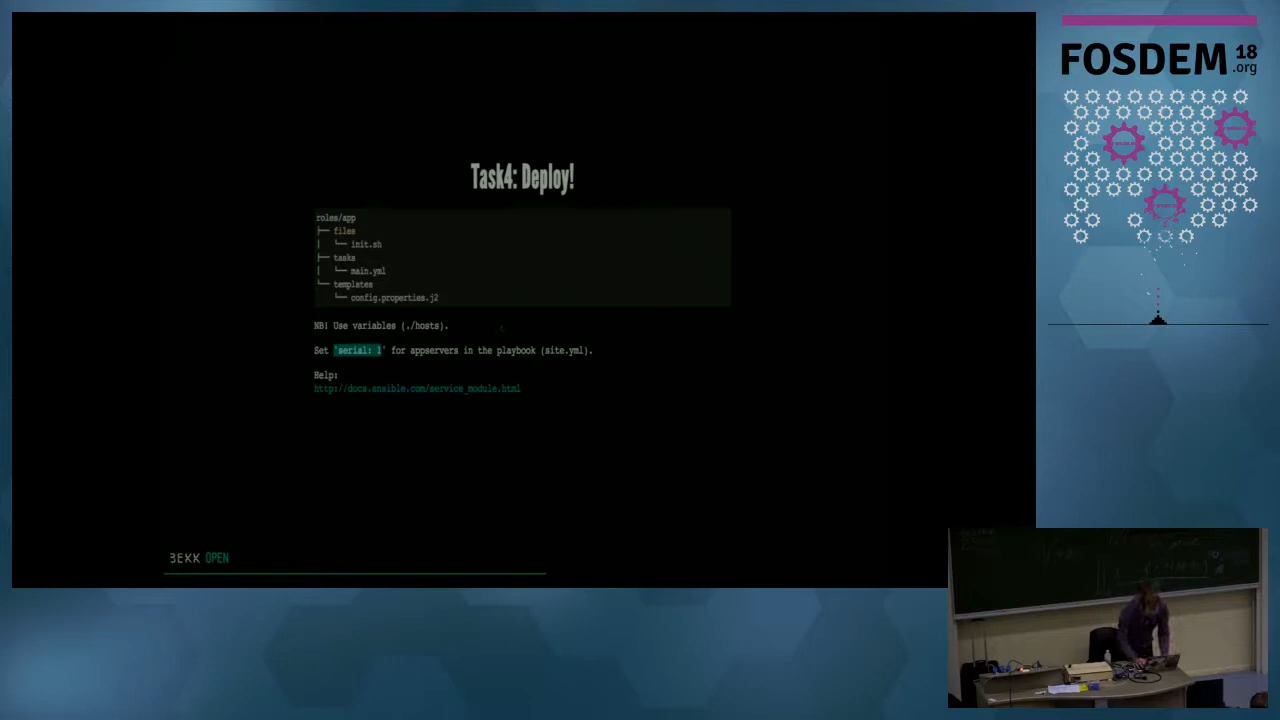 Task4: Deploy!
roles/app
├── files
│   └── init.sh
├── tasks
│   └── main.yml
└── templates
    └── config.properties.j2
NB! Use variables (./hosts).
Set `serial: 1` for appservers in the playbook (site.yml).
Help:
http://docs.ansible.com/service_module.html
BEKK OPEN
FOSDEM 18
.org